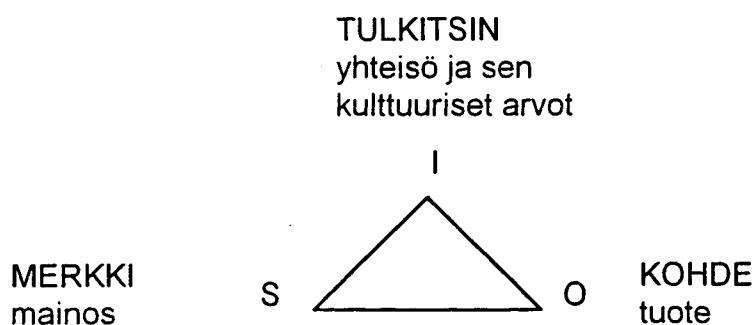 TULKITSIN
yhteisö ja sen
kulttuuriset arvot
I
MERKKI
mainos
S
O
KOHDE
tuote